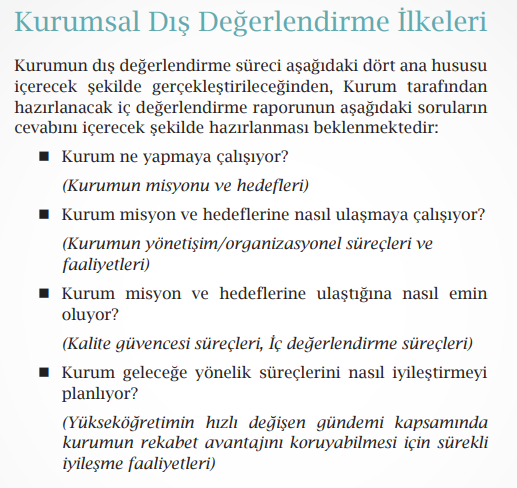 Kurumsal Dış Değerlendirme İlkeleri
Kurumun dış değerlendirme süreci aşağıdaki dört ana hususu
içerecek şekilde gerçekleştirileceğinden, Kurum tarafından
hazırlanacak iç değerlendirme raporunun aşağıdaki soruların
cevabını içerecek şekilde hazırlanması beklenmektedir:
■ Kurum ne yapmaya çalışıyor?
(Kurumun misyonu ve hedefleri)
■ Kurum misyon ve hedeflerine nasıl ulaşmaya çalışıyor?
(Kurumun yönetişim/organizasyonel süreçleri ve
faaliyetleri)
■ Kurum misyon ve hedeflerine ulaştığına nasıl emin
oluyor?
(Kalite güvencesi süreçleri, İç değerlendirme süreçleri)
■ Kurum geleceğe yönelik süreçlerini nasıl iyileştirmeyi
planlıyor?
(Yükseköğretimin hızlı değişen gündemi kapsamında
kurumun rekabet avantajını koruyabilmesi için sürekli
iyileşme faaliyetleri)